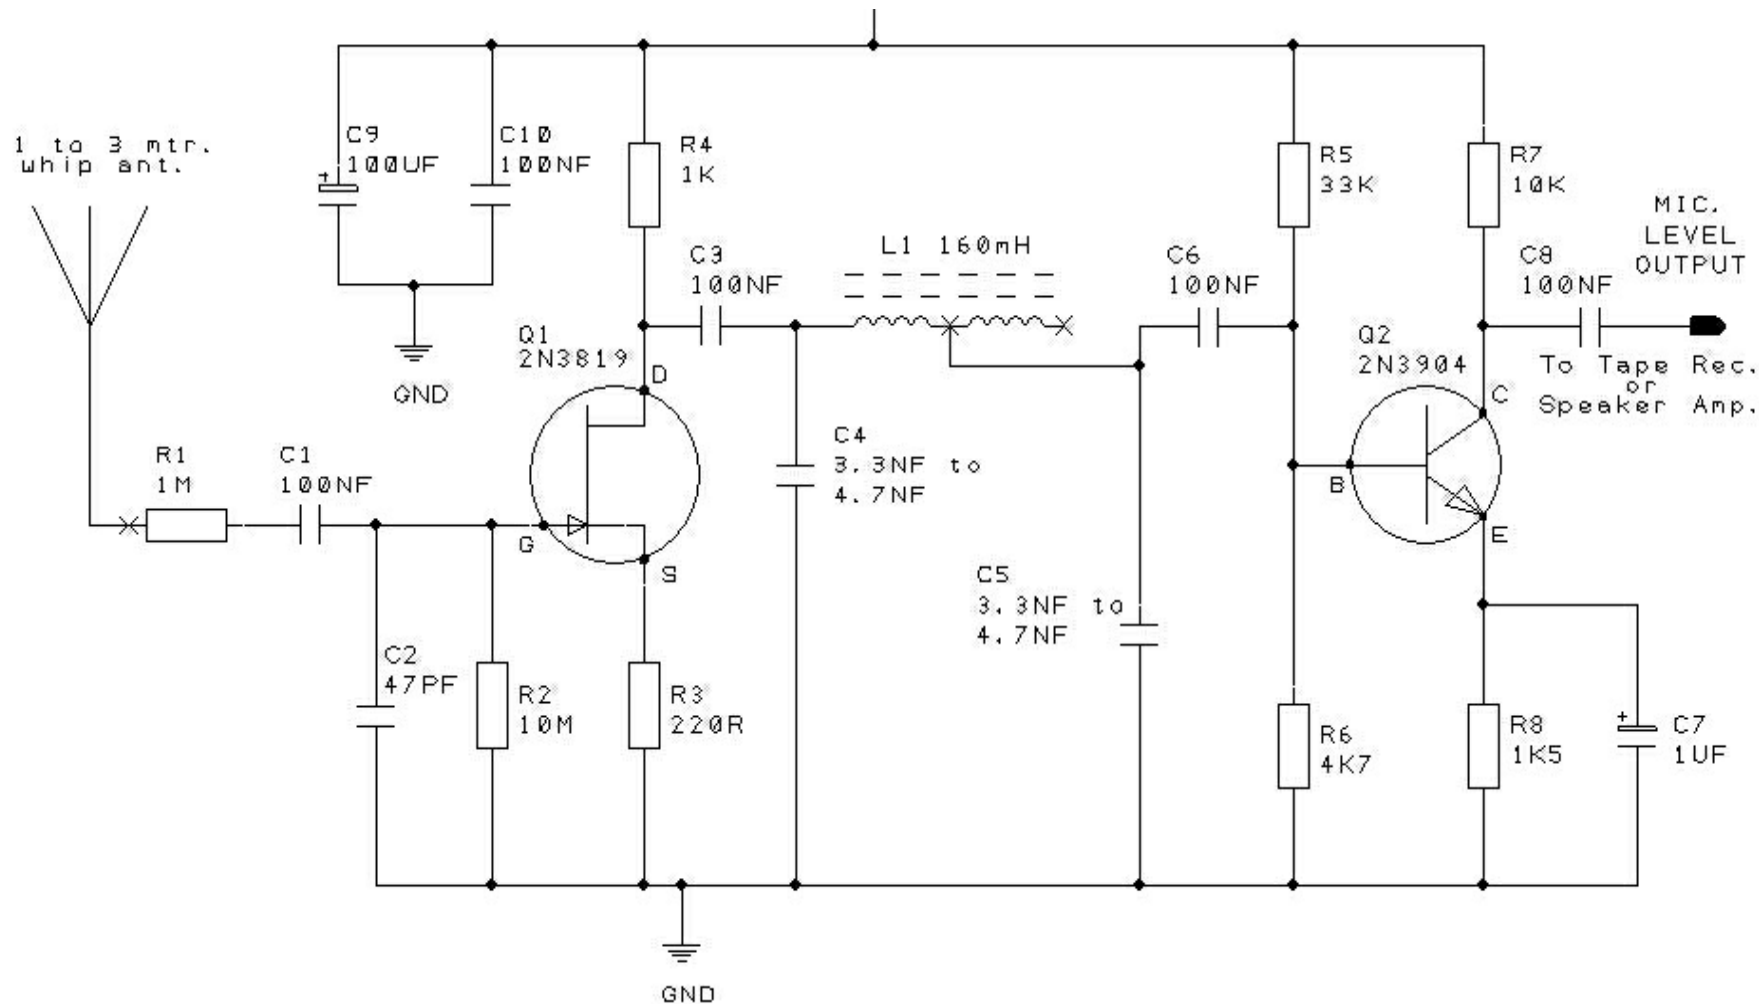 1 to 3 mtr.
whip ant.
C9
100UF
+
C10
100NF
GND
R4
1K
C3
100NF
L1 160mH
C6
100NF
R5
33K
R7
10K
MIC.
LEVEL
OUTPUT
C8
100NF
To Tape Rec.
or
Speaker Amp.
Q1
2N3819
D
G
S
Q2
2N3904
C
B
E
R1
1M
C1
100NF
C4
3.3NF to
4.7NF
C5
3.3NF to
4.7NF
C2
47PF
R2
10M
R3
220R
R6
4K7
R8
1K5
+
C7
1UF
GND